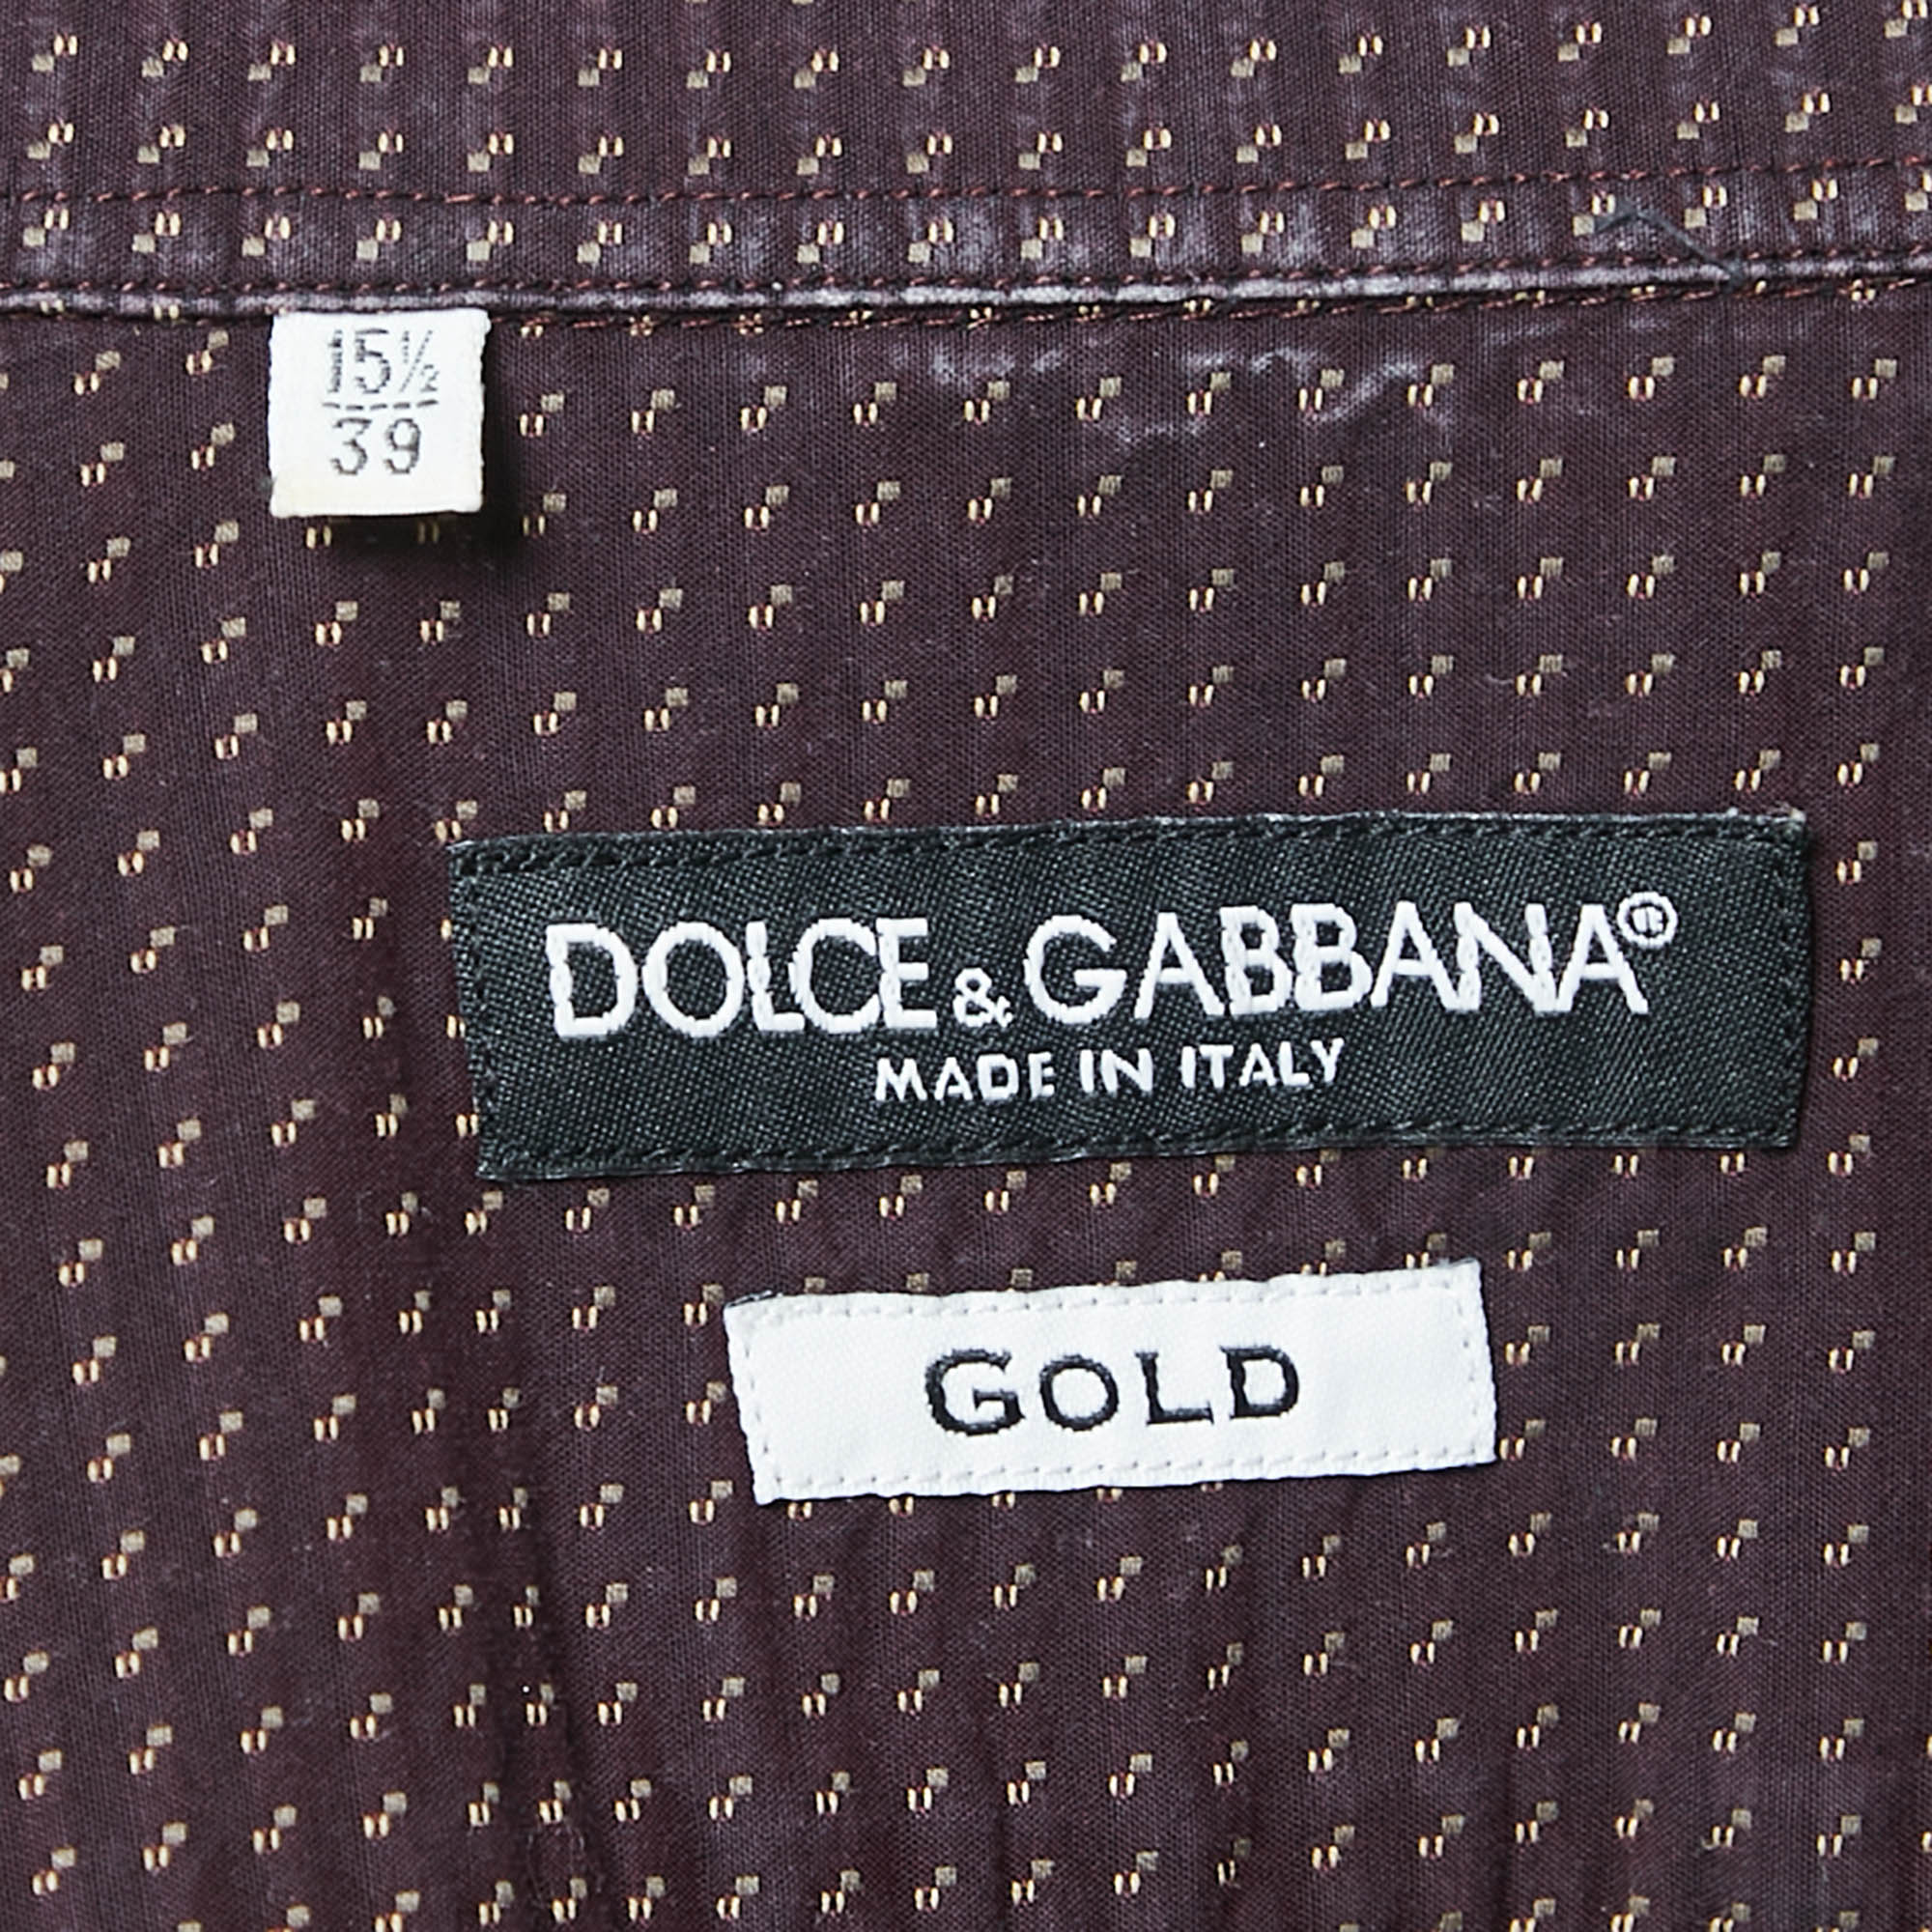 15½
39
DOLCE & GABBANA®
MADE IN ITALY
GOLD